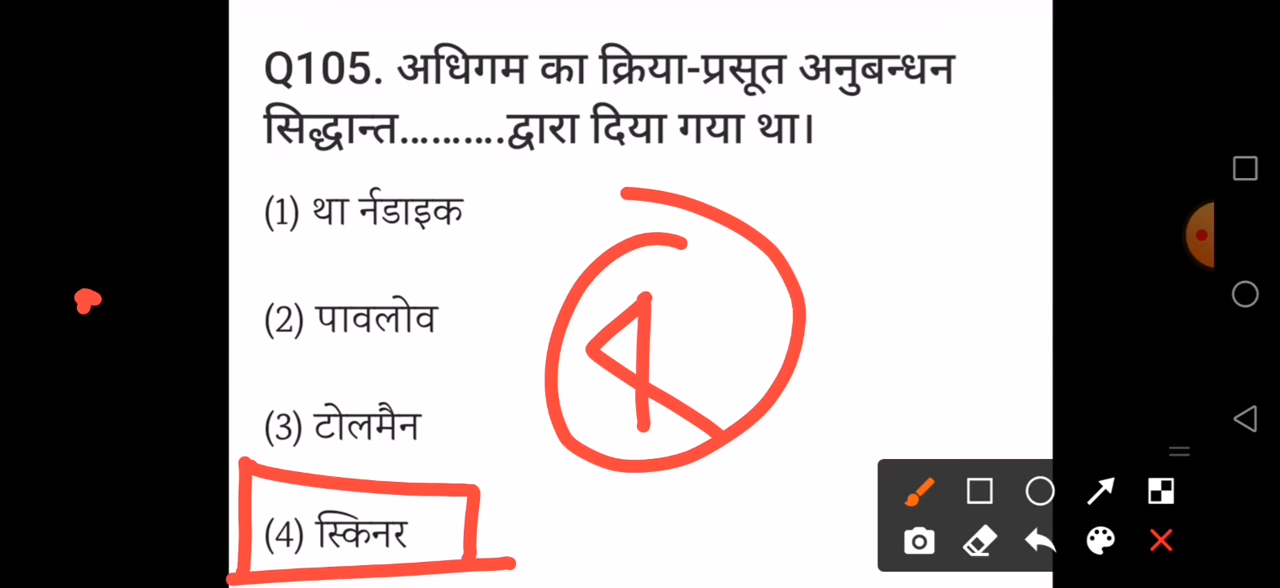 Q105. अधिगम का क्रिया-प्रसूत अनुबन्धन
सिद्धान्त..........द्वारा दिया गया था।
(1) था र्नडाइक
(2) पावलोव
4
(3) टोलमैन
(4) स्किनर